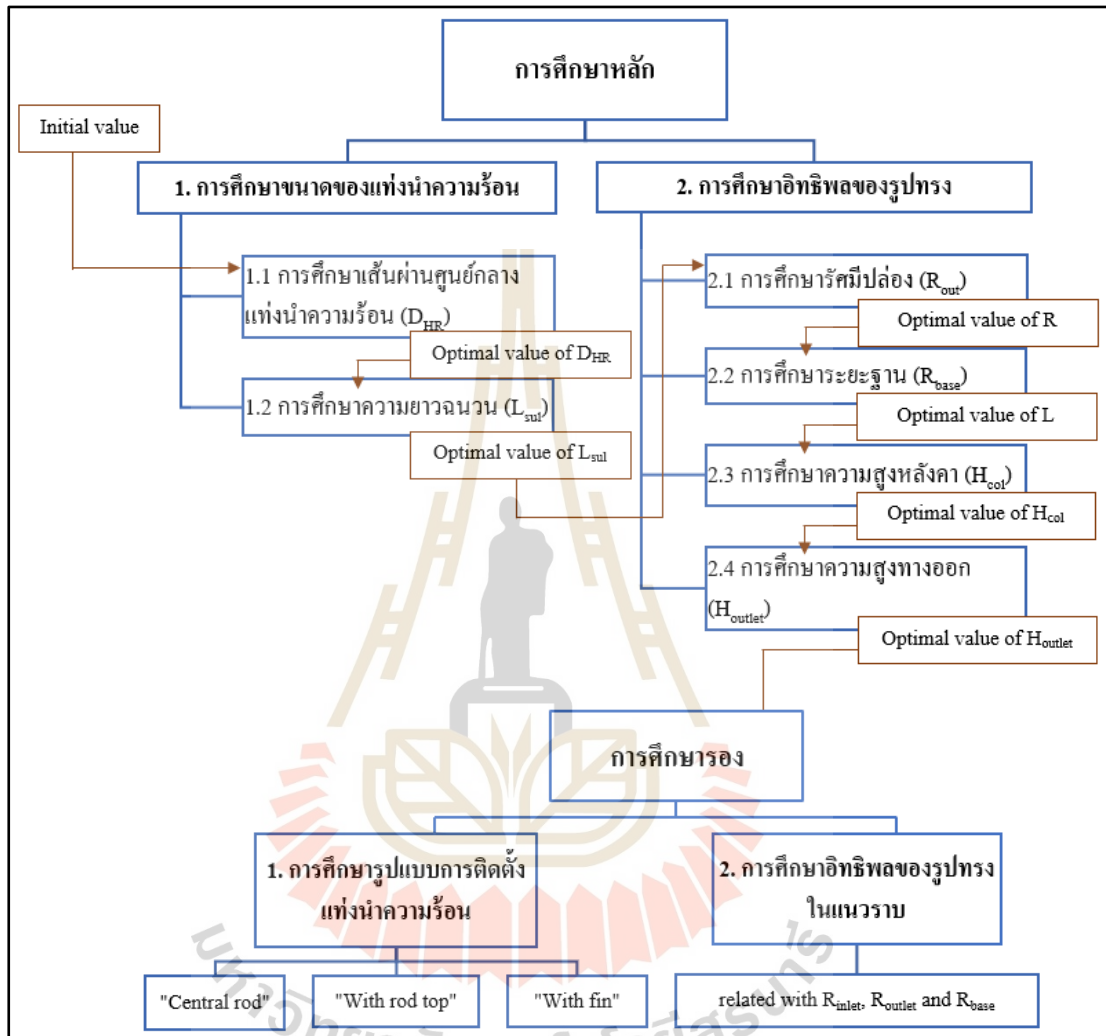 การศึกษาหลัก
Initial value
1. การศึกษาขนาดของแท่งนำความร้อน
2. การศึกษาอิทธิพลของรูปทรง
1.1 การศึกษาเส้นผ่านศูนย์กลาง
แท่งนำความร้อน (D_HR)
Optimal value of D_HR
1.2 การศึกษาความยาวฉนวน (L_sul)
Optimal value of L_sul
2.1 การศึกษารัศมีปล่อง (R_out)
Optimal value of R
2.2 การศึกษาระยะฐาน (R_base)
Optimal value of L
2.3 การศึกษาความสูงหลังคา (H_col)
Optimal value of H_col
2.4 การศึกษาความสูงทางออก
(H_outlet)
Optimal value of H_outlet
การศึกษารอง
1. การศึกษารูปแบบการติดตั้ง
แท่งนำความร้อน
2. การศึกษาอิทธิพลของรูปทรง
ในแนวราบ
"Central rod"
"With rod top"
"With fin"
related with R_inlet, R_outlet and R_base